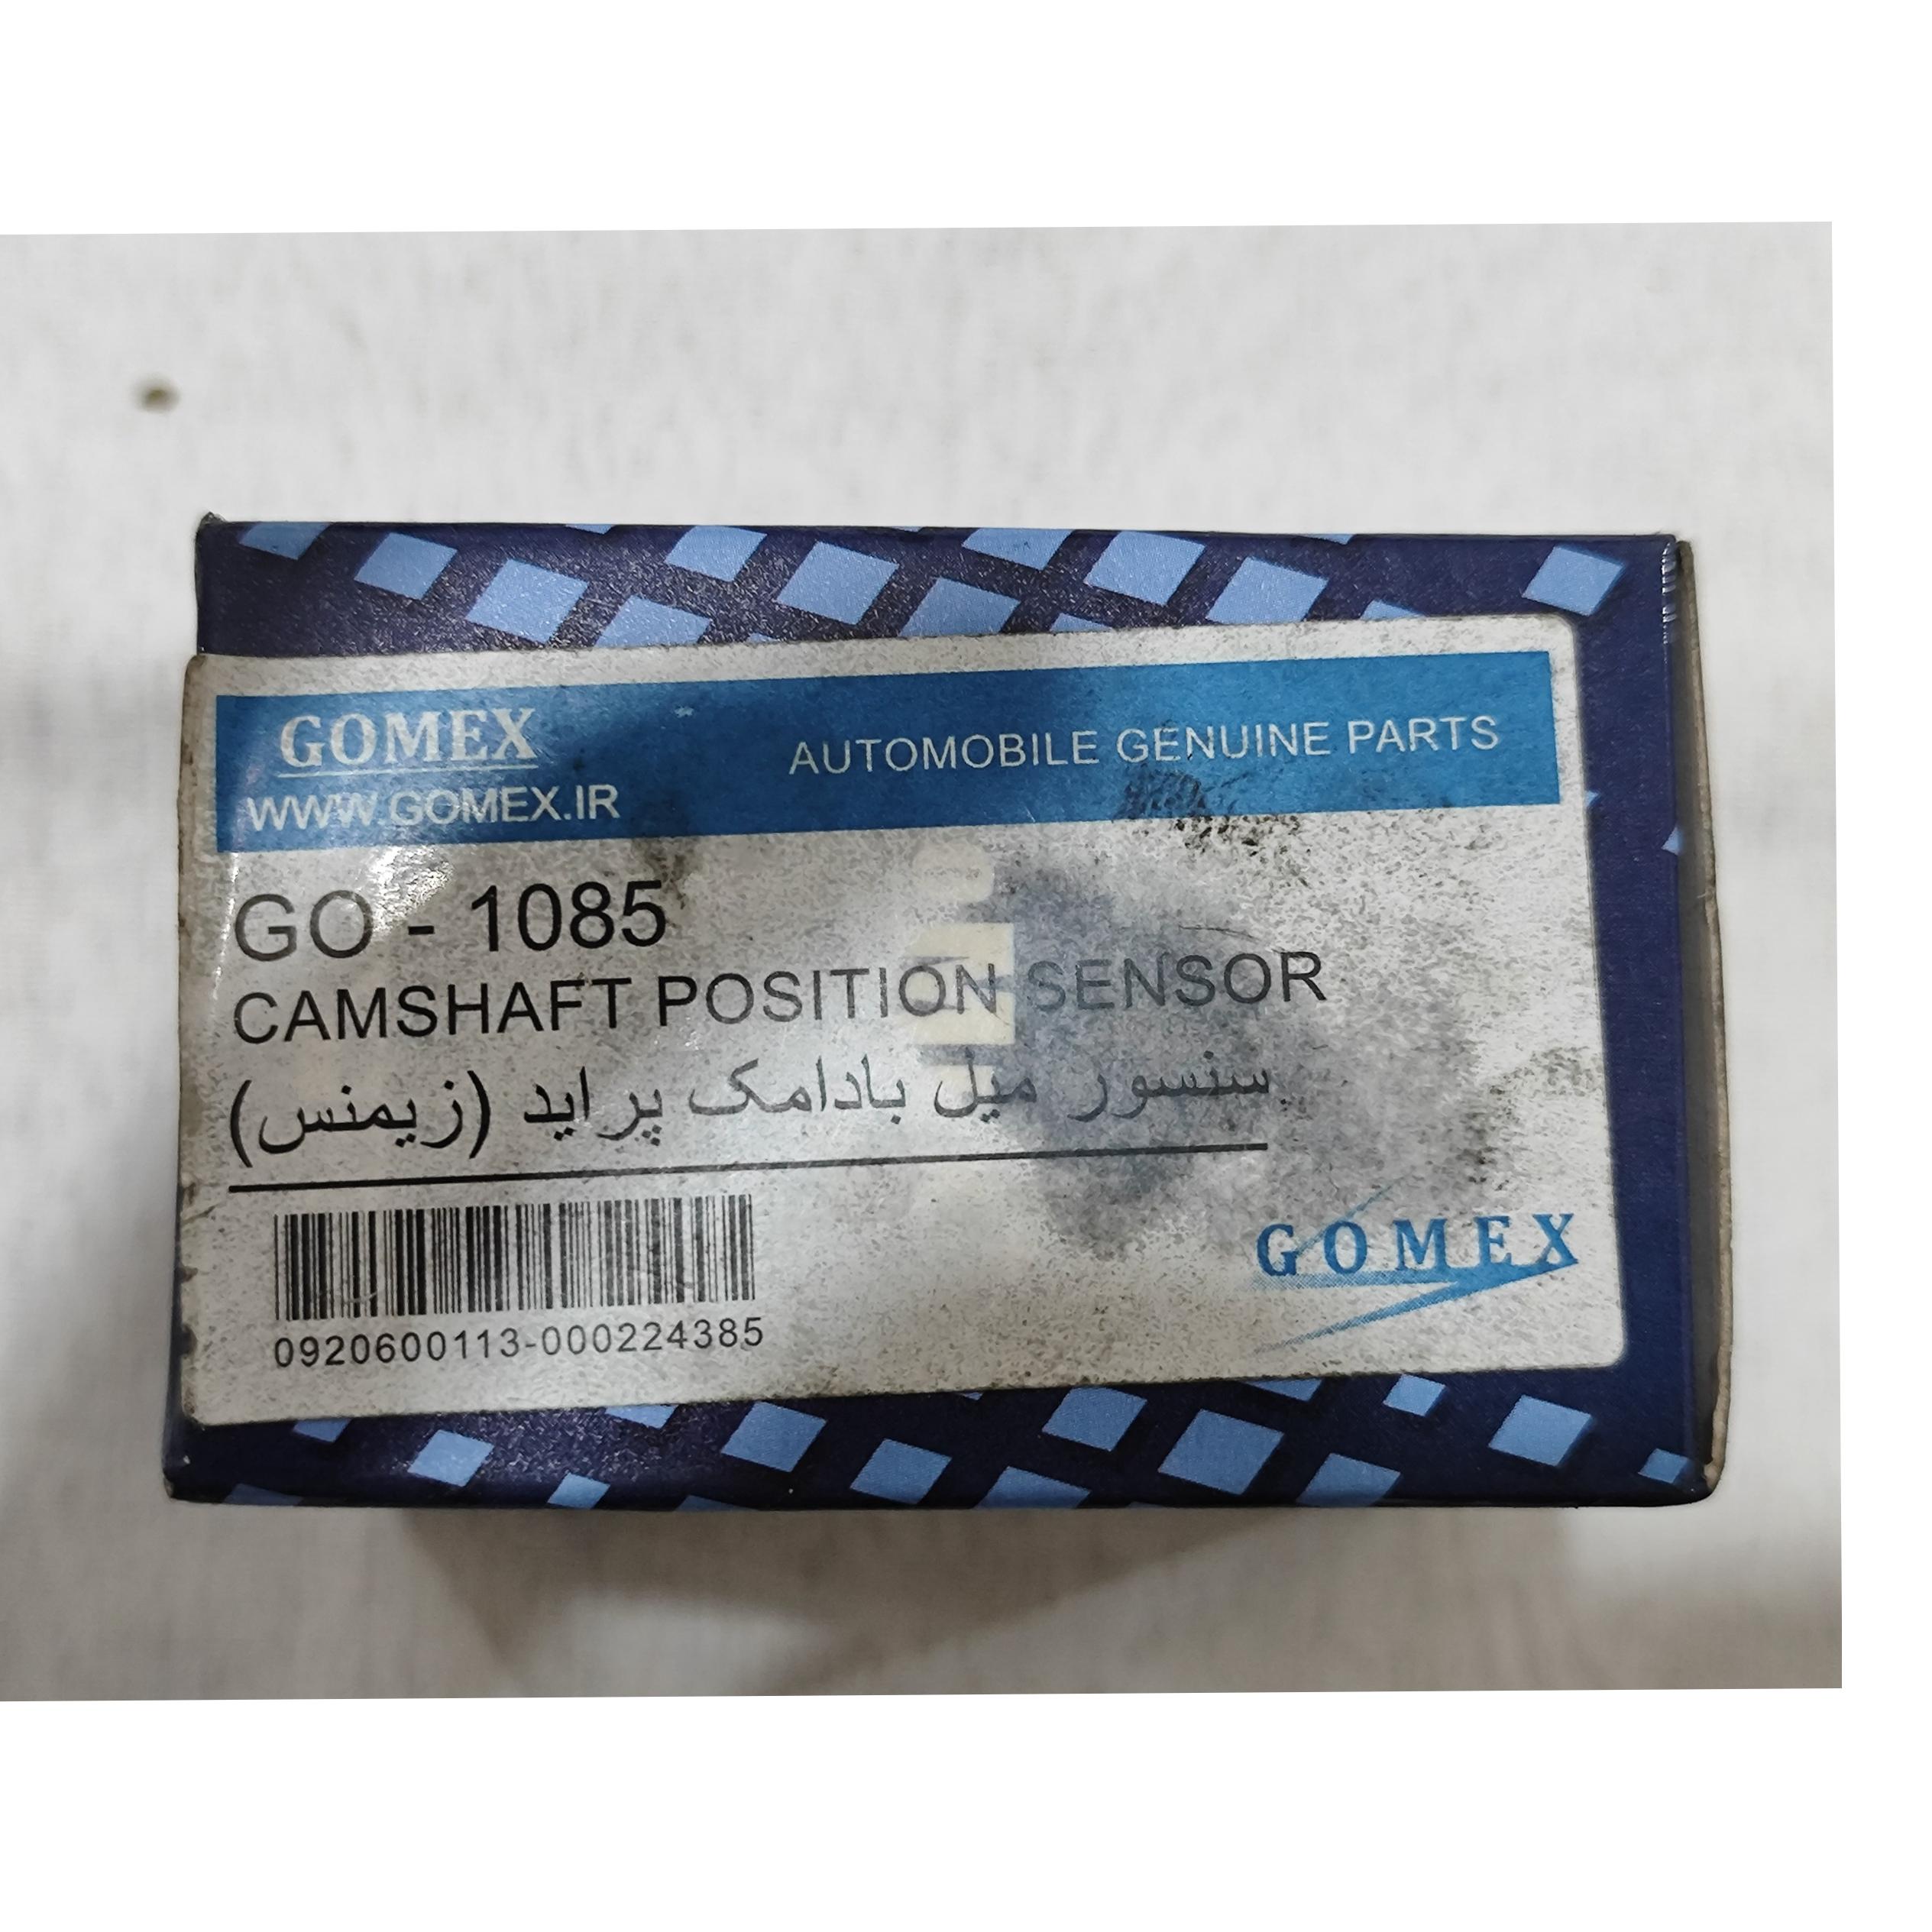 GOMEX
AUTOMOBILE GENUINE PARTS
WWW.GOMEX.IR
GO - 1085
CAMSHAFT POSITION SENSOR
سنسور میل بادامک پراید (زیمنس)
0920600113-000224385
GOMEX